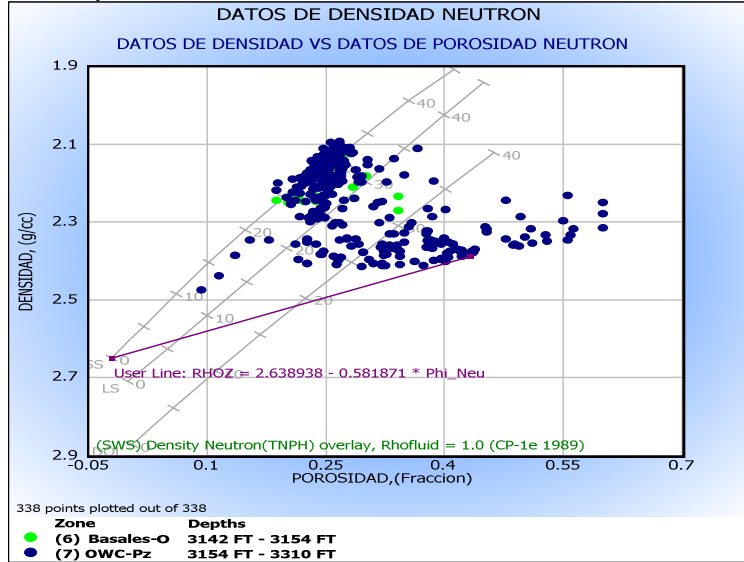 DATOS DE DENSIDAD NEUTRON
DATOS DE DENSIDAD VS DATOS DE POROSIDAD NEUTRON
DENSIDAD, (g/cc)
1.9
2.1
2.3
2.5
2.7
2.9
40
40
40
30
30
20
20
20
10
10
SS 0
LS 0
0
User Line: RHOZ = 2.638938 - 0.581871 * Phi_Neu
(SWS) Density Neutron(TNPH) overlay, Rhofluid = 1.0 (CP-1e 1989)
-0.05 0.1 0.25 0.4 0.55 0.7
POROSIDAD,(Fraccion)
338 points plotted out of 338
Zone Depths
(6) Basales-O 3142 FT - 3154 FT
(7) OWC-Pz 3154 FT - 3310 FT